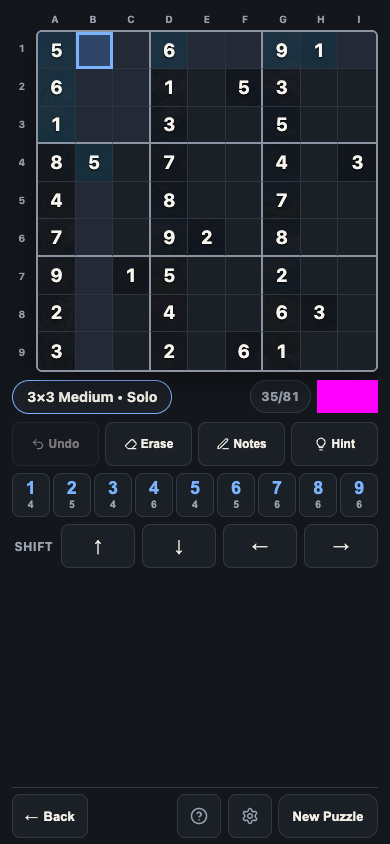 A B C D E F G H I
1 5 6 9 1
2 6 1 5 3
3 1 3 5
4 8 5 7 4 3
5 4 8 7
6 7 9 2 8
7 9 1 5 2
8 2 4 6 3
9 3 2 6 1
3×3 Medium • Solo 35/81
Undo Erase Notes Hint
1 2 3 4 5 6 7 8 9
4 5 4 6 4 5 6 6 6
SHIFT ↑ ↓ ← →
← Back ? New Puzzle